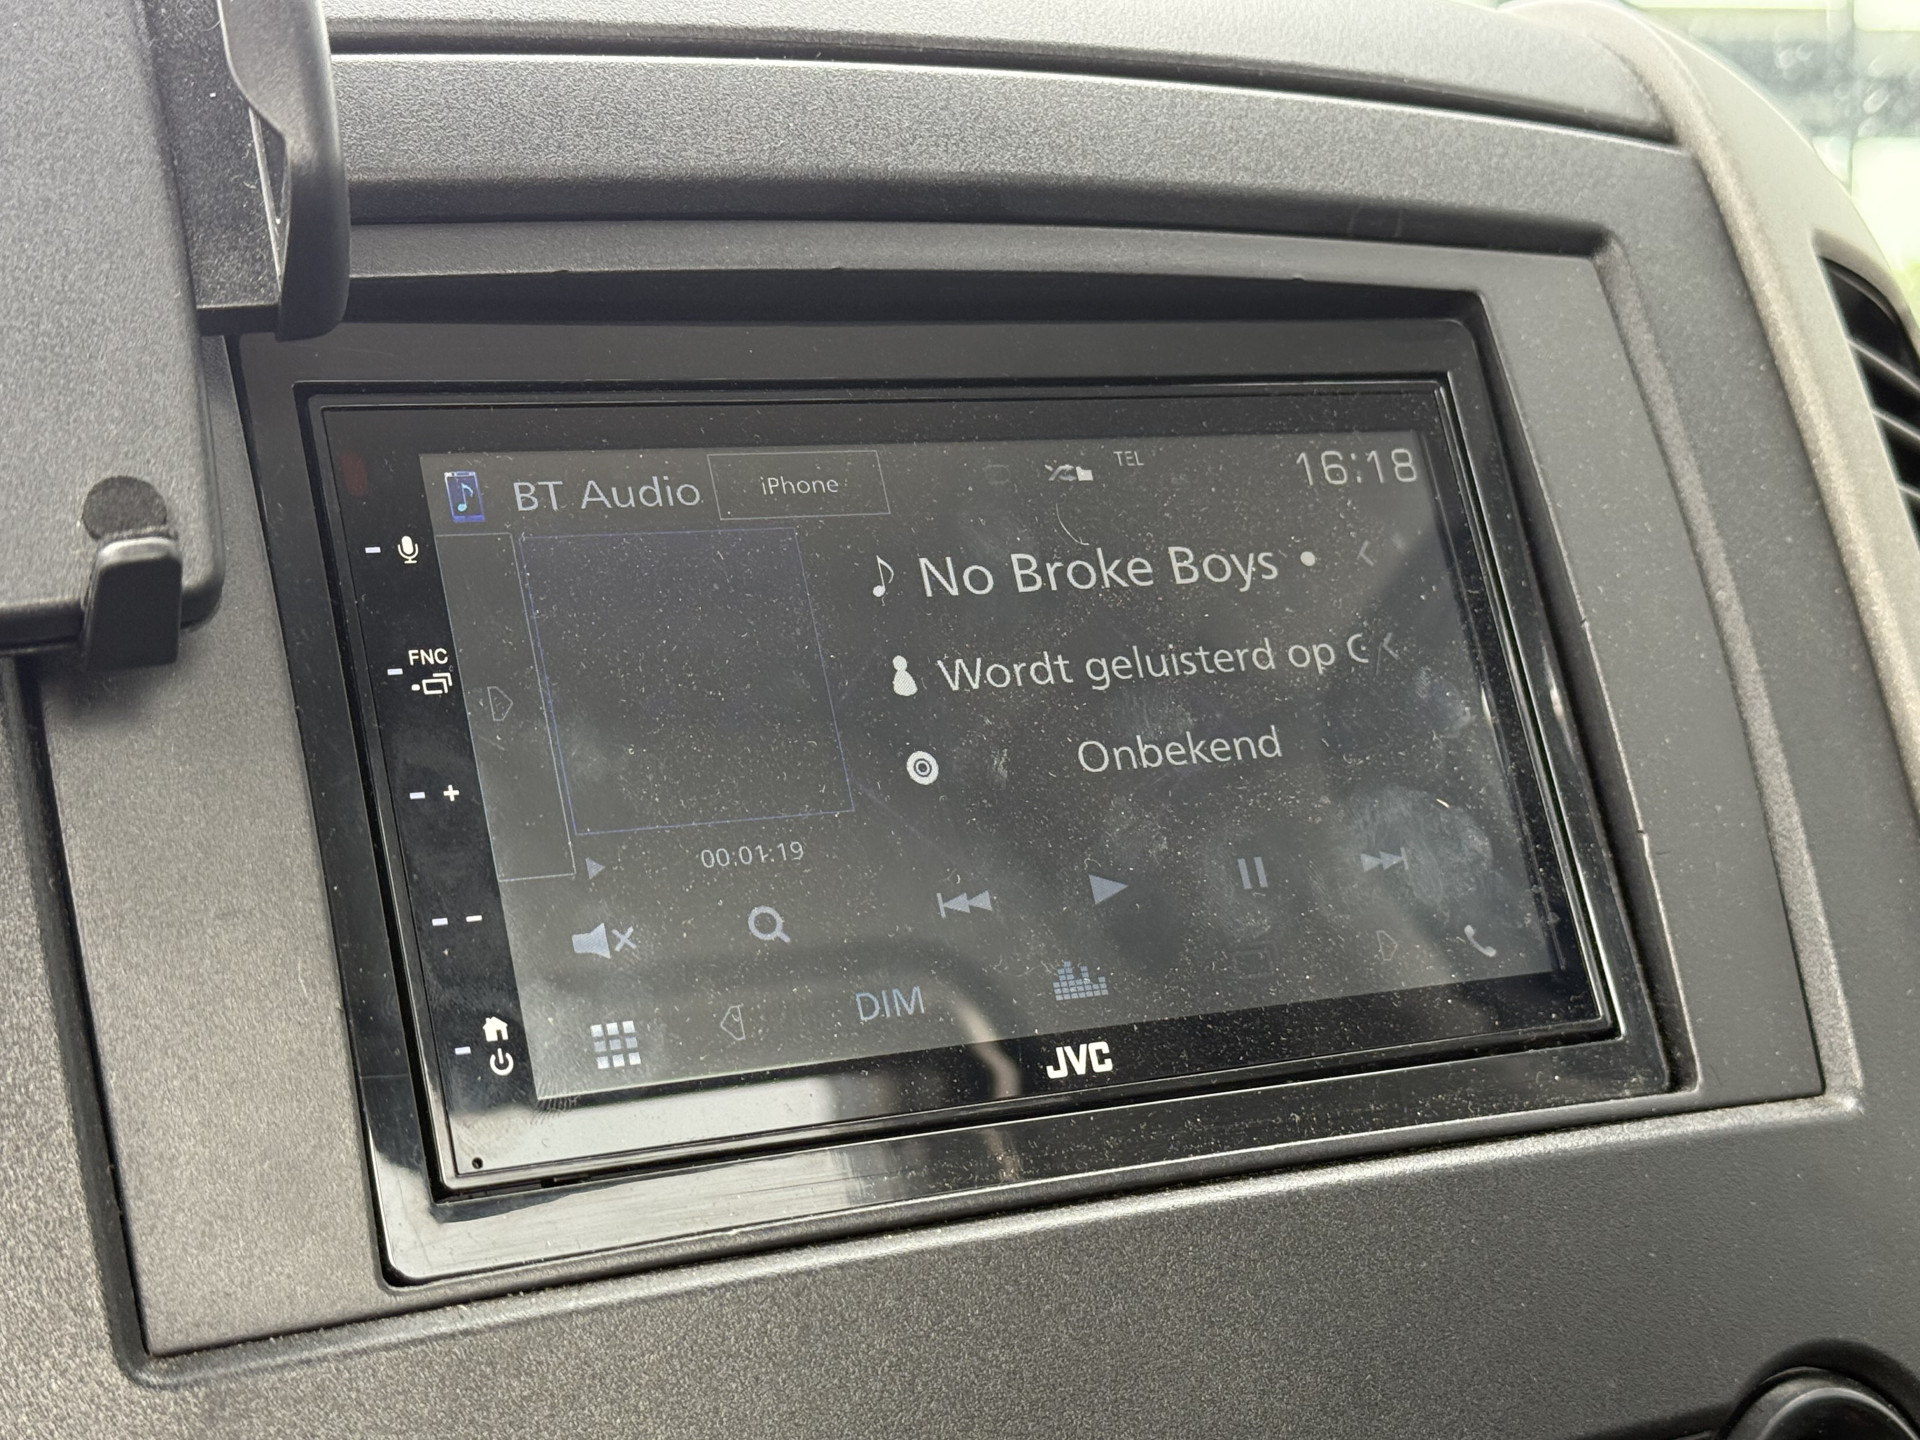 BT Audio
iPhone
TEL
16:18
No Broke Boys •
Wordt geluisterd op
Onbekend
FNC
00:01:19
DIM
JVC